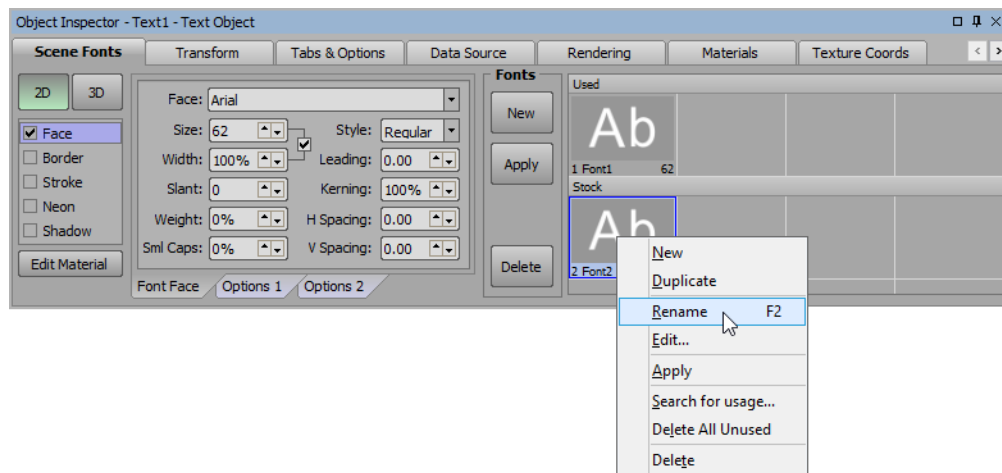 Object Inspector - Text1 - Text Object
Scene Fonts Transform Tabs & Options Data Source Rendering Materials Texture Coords
2D 3D
Face
Border
Stroke
Neon
Shadow
Edit Material
Face: Arial
Size: 62 Style: Regular
Width: 100% Leading: 0.00
Slant: 0 Kerning: 100%
Weight: 0% H Spacing: 0.00
Sml Caps: 0% V Spacing: 0.00
Font Face Options 1 Options 2
Fonts
New
Apply
Delete
Used
Ab
1 Font1 62
Stock
Ab
2 Font2
New
Duplicate
Rename F2
Edit...
Apply
Search for usage...
Delete All Unused
Delete